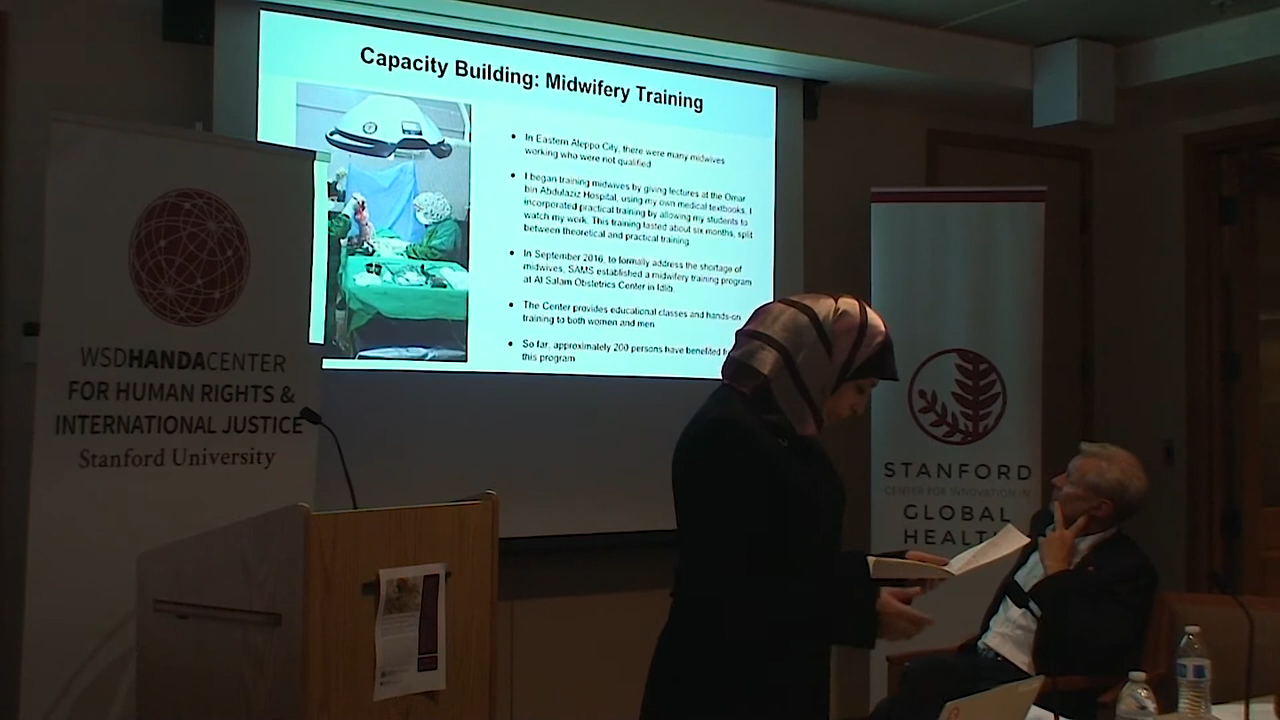 Capacity Building: Midwifery Training
In Eastern Aleppo City, there were many midwives
working who were not qualified
I began training midwives by giving lectures at the Omar
bin Abdulaziz Hospital, using my own medical textbooks. I
incorporated practical training by allowing my students to
watch my work. This training lasted about six months, split
between theoretical and practical training.
In September 2016, to formally address the shortage of
midwives, SAMS established a midwifery training program
at Al Salam Obstetrics Center in Idlib.
The Center provides educational classes and hands-on
training to both women and men
So far, approximately 200 persons have benefited
this program
WSDHANDACENTER
FOR HUMAN RIGHTS &
INTERNATIONAL JUSTICE
Stanford University
STANFORD
CENTER FOR INNOVATION IN
GLOBAL
HEALTH